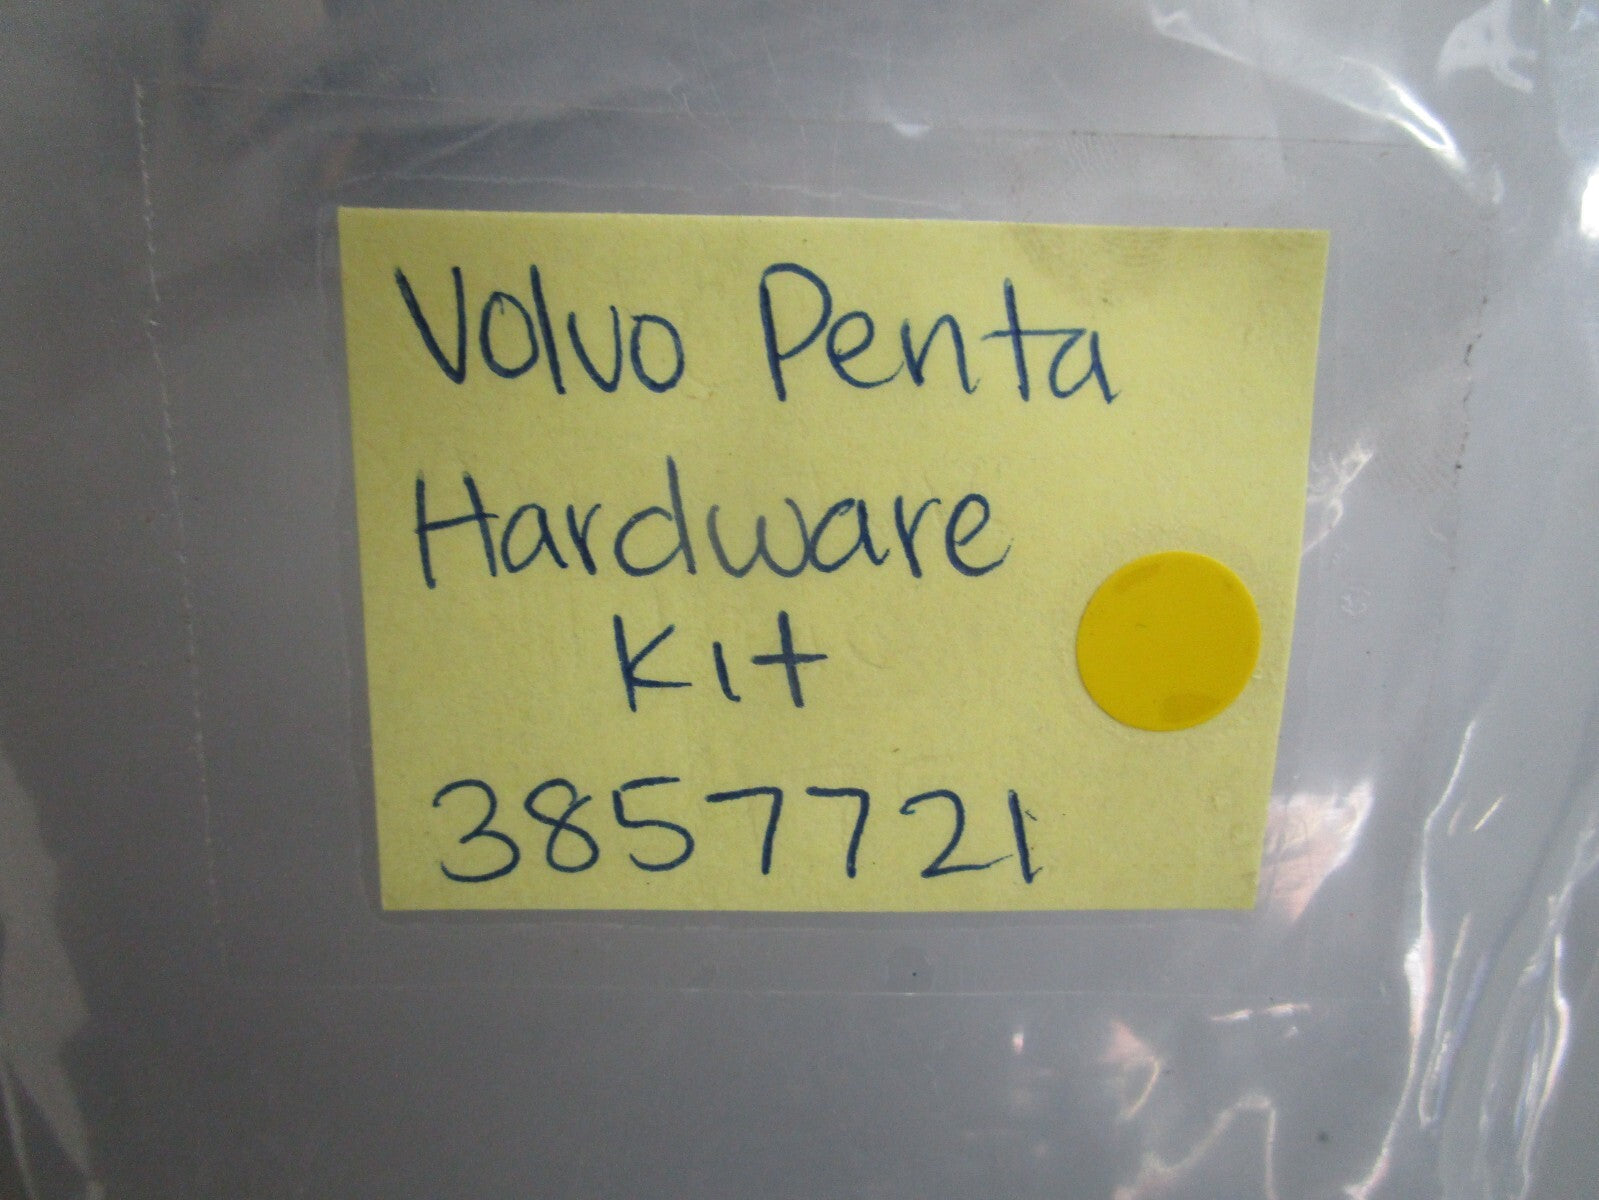 Volvo Penta
Hardware
Kit
3857721